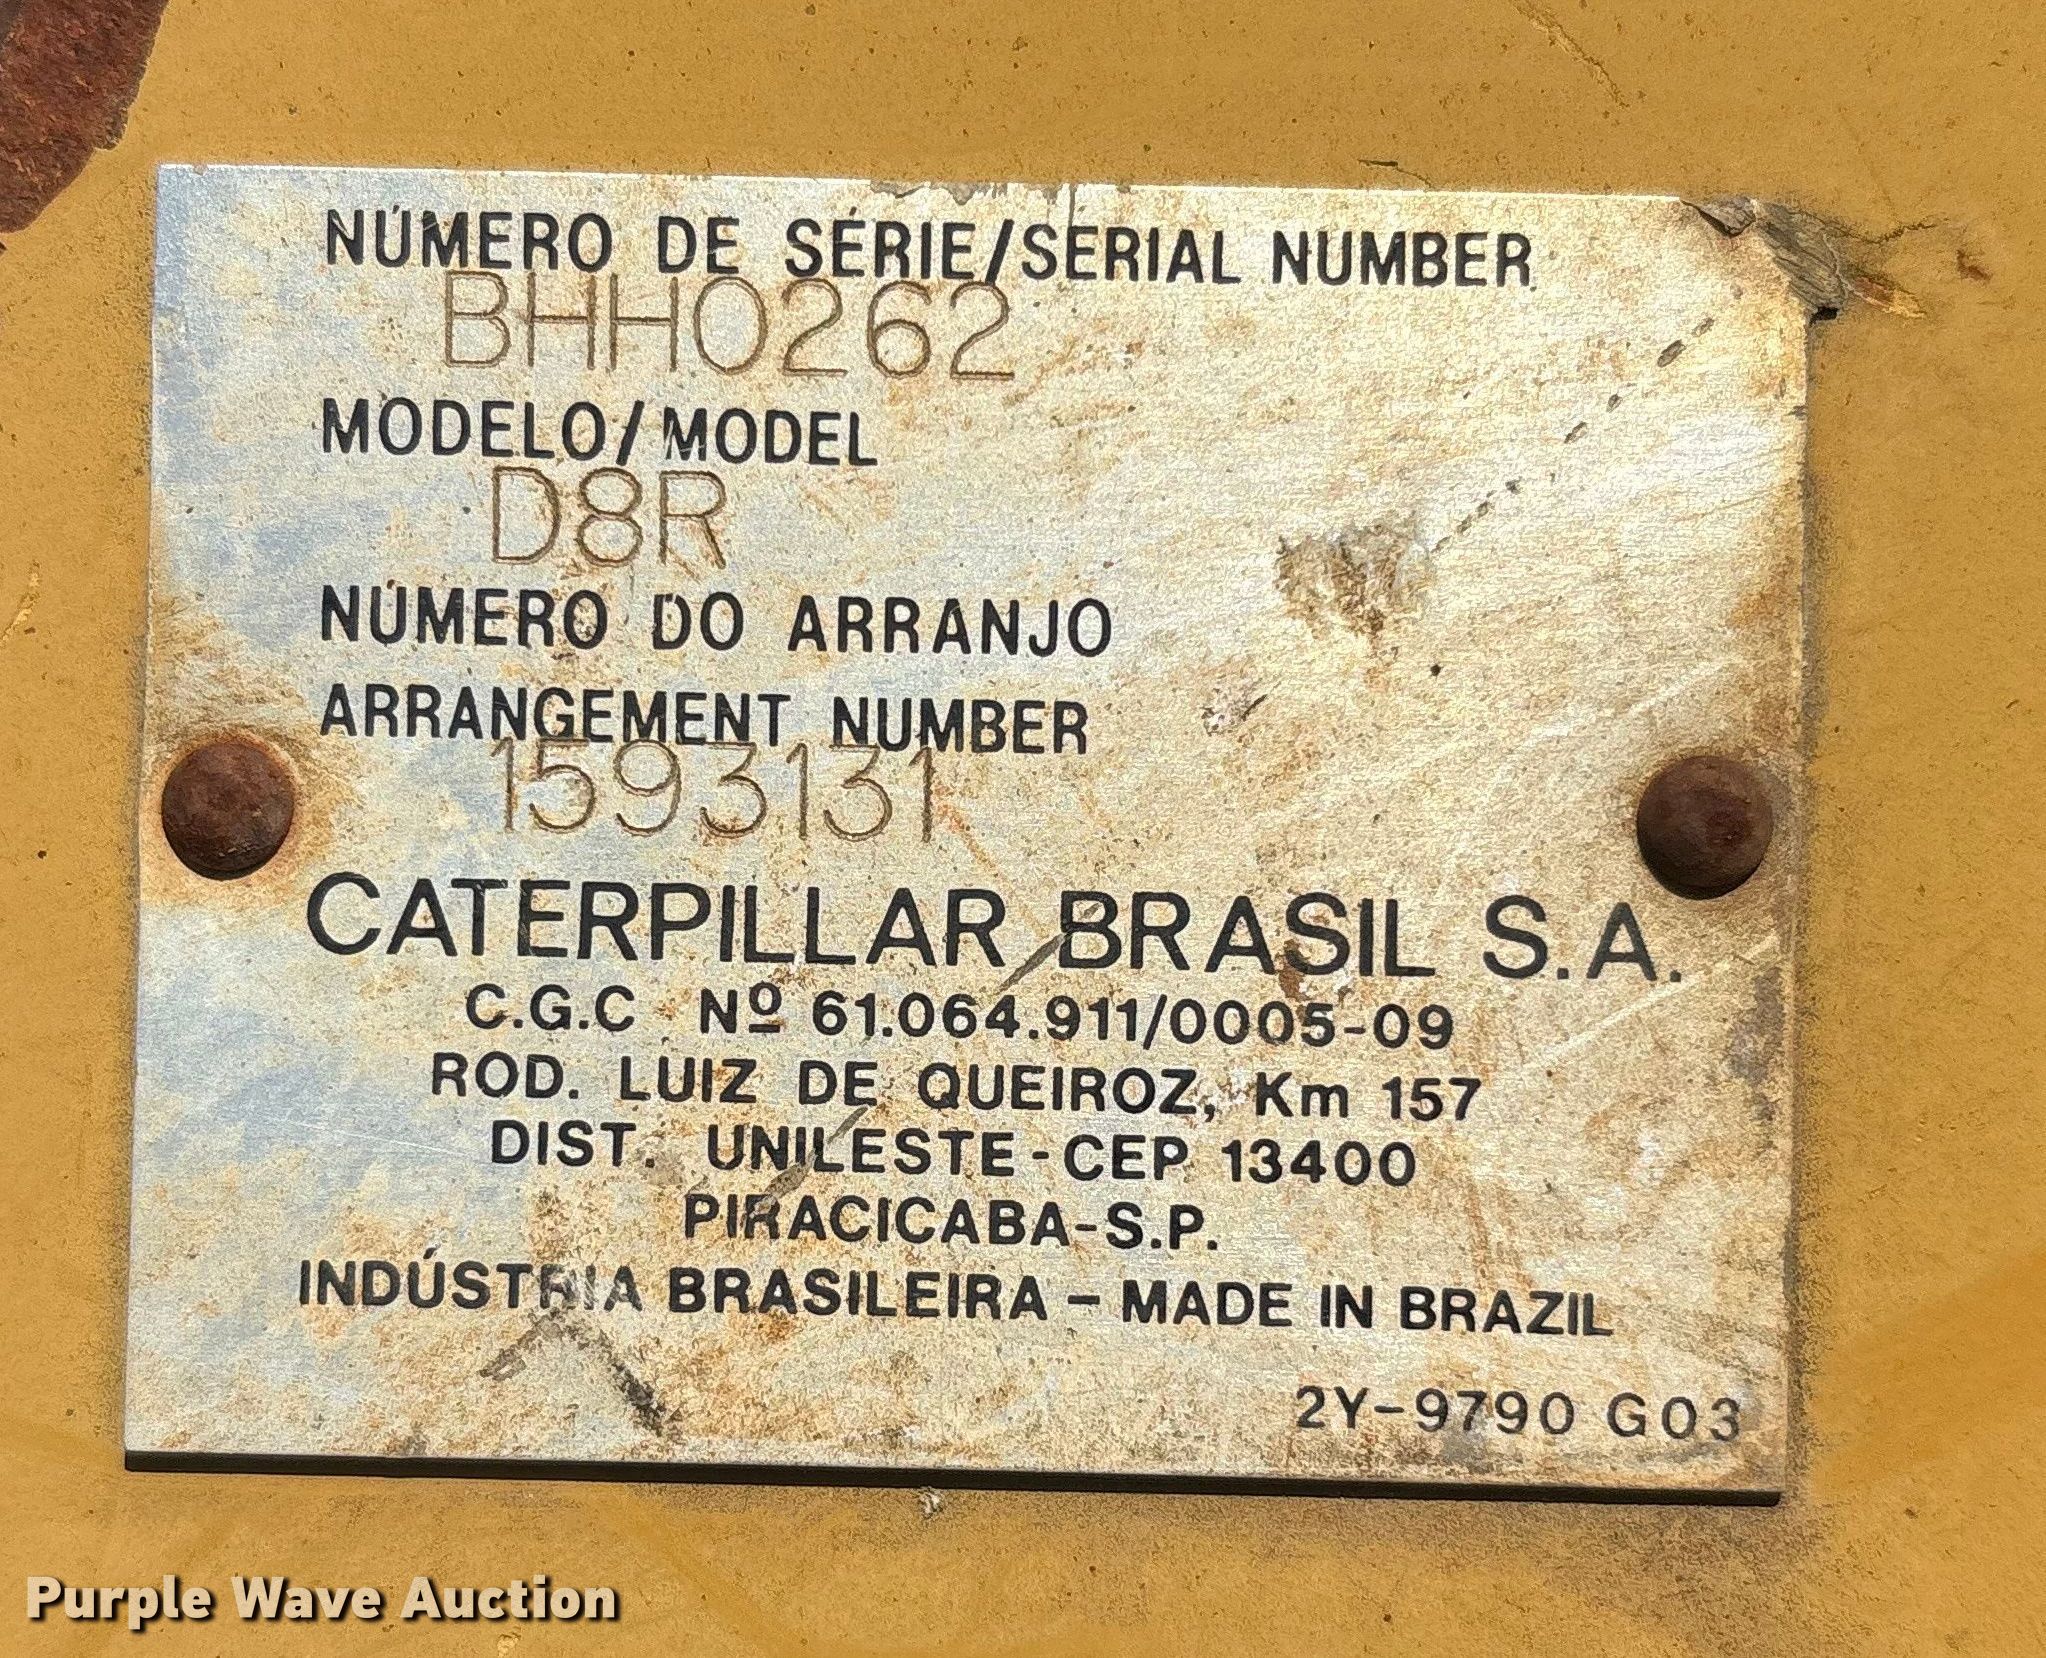 NÚMERO DE SÉRIE/SERIAL NUMBER
BHH0262
MODELO/MODEL
D8R
NÚMERO DO ARRANJO
ARRANGEMENT NUMBER
1593131
CATERPILLAR BRASIL S.A.
C.G.C Nº 61.064.911/0005-09
ROD. LUIZ DE QUEIROZ, Km 157
DIST. UNILESTE-CEP 13400
PIRACICABA-S.P.
INDÚSTRIA BRASILEIRA - MADE IN BRAZIL
2Y-9790 G03
Purple Wave Auction